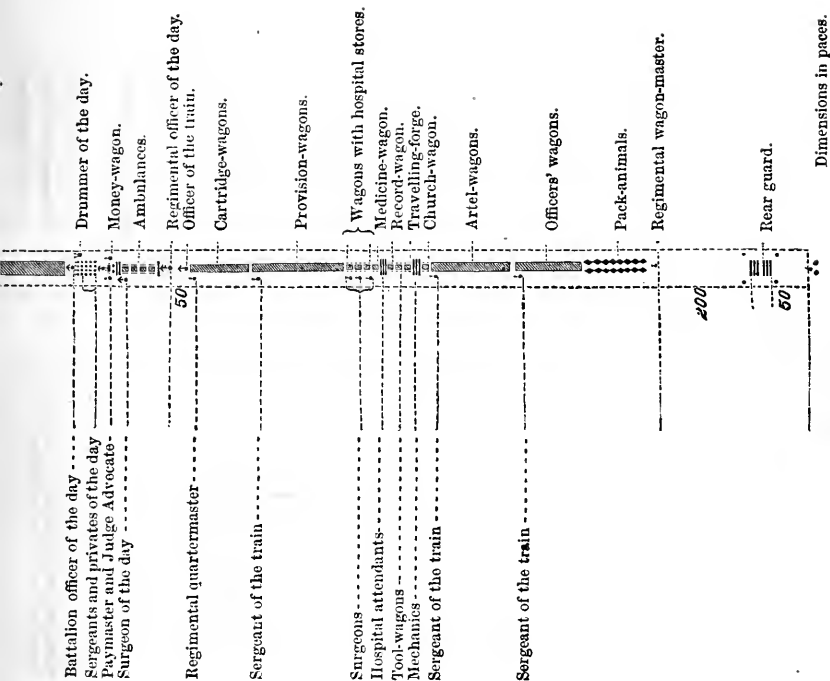 Drummer of the day.
Money-wagon.
Ambulances.
Regimental officer of the day.
Officer of the train.
Cartridge-wagons.
Provision-wagons.
Wagons with hospital stores.
Medicine-wagon.
Record-wagon.
Travelling-forge.
Church-wagon.
Artel-wagons.
Officers' wagons.
Pack-animals.
Regimental wagon-master.
Rear guard.
Dimensions in paces.
50
200
50
Battalion officer of the day
Sergeants and privates of the day
Paymaster and Judge Advocate
Surgeon of the day
Regimental quartermaster
Sergeant of the train
Surgeons
Hospital attendants
Tool-wagons
Mechanics
Sergeant of the train
Sergeant of the train